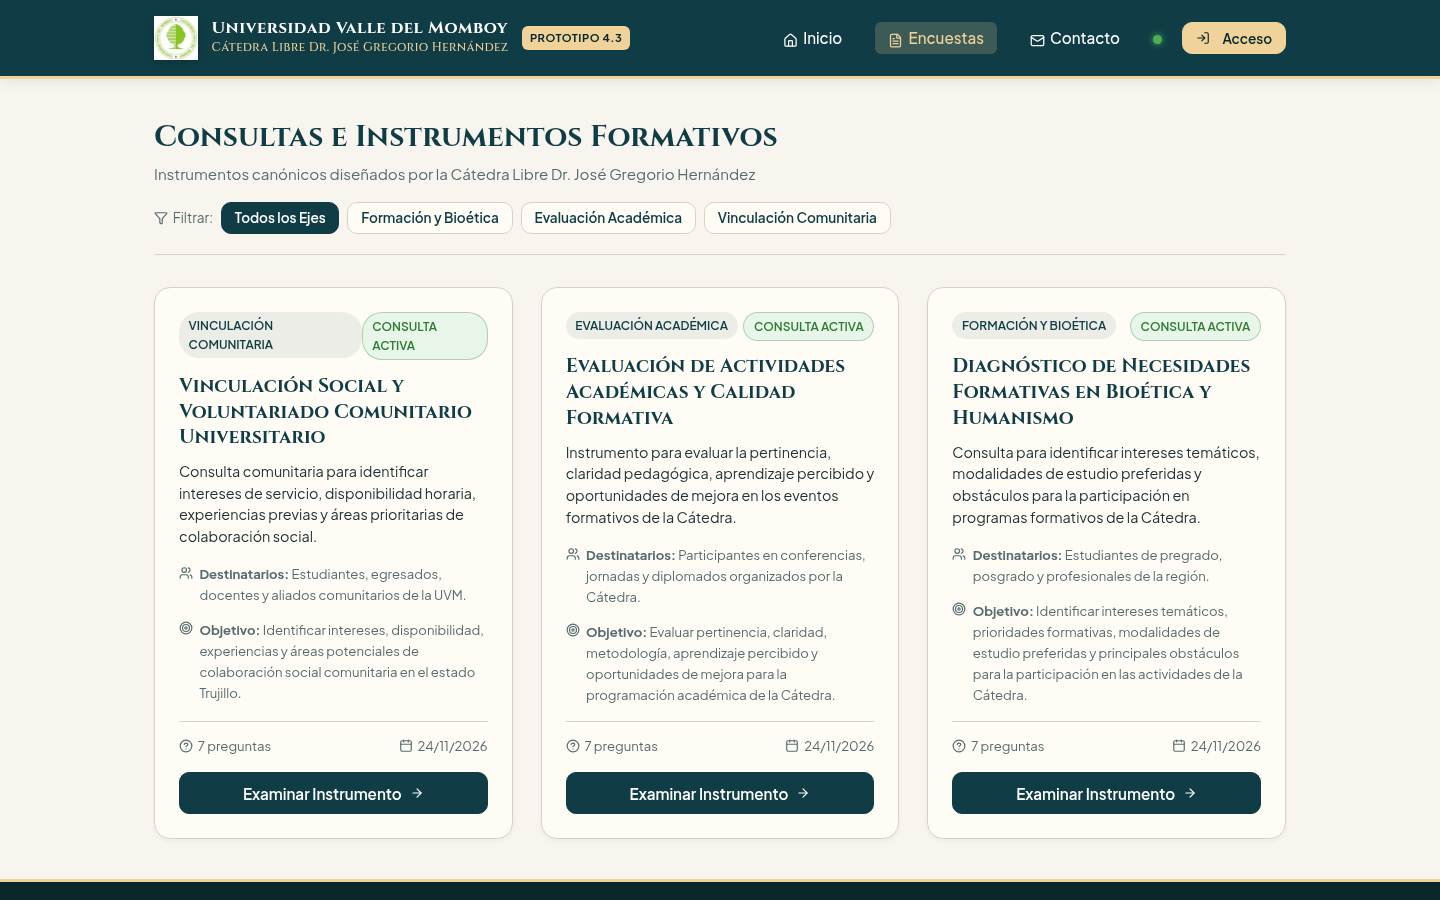 Universidad Valle del Momboy
Cátedra Libre Dr. José Gregorio Hernández
PROTOTIPO 4.3
Inicio
Encuestas
Contacto
Acceso
Consultas e Instrumentos Formativos
Instrumentos canónicos diseñados por la Cátedra Libre Dr. José Gregorio Hernández
Filtrar:
Todos los Ejes
Formación y Bioética
Evaluación Académica
Vinculación Comunitaria
VINCULACIÓN
COMUNITARIA
CONSULTA
ACTIVA
Vinculación Social y
Voluntariado Comunitario
Universitario
Consulta comunitaria para identificar
intereses de servicio, disponibilidad horaria,
experiencias previas y áreas prioritarias de
colaboración social.
Destinatarios: Estudiantes, egresados,
docentes y aliados comunitarios de la UVM.
Objetivo: Identificar intereses, disponibilidad,
experiencias y áreas potenciales de
colaboración social comunitaria en el estado
Trujillo.
7 preguntas
24/11/2026
Examinar Instrumento
EVALUACIÓN ACADÉMICA
CONSULTA ACTIVA
Evaluación de Actividades
Académicas y Calidad
Formativa
Instrumento para evaluar la pertinencia,
claridad pedagógica, aprendizaje percibido y
oportunidades de mejora en los eventos
formativos de la Cátedra.
Destinatarios: Participantes en conferencias,
jornadas y diplomados organizados por la
Cátedra.
Objetivo: Evaluar pertinencia, claridad,
metodología, aprendizaje percibido y
oportunidades de mejora para la
programación académica de la Cátedra.
7 preguntas
24/11/2026
Examinar Instrumento
FORMACIÓN Y BIOÉTICA
CONSULTA ACTIVA
Diagnóstico de Necesidades
Formativas en Bioética y
Humanismo
Consulta para identificar intereses temáticos,
modalidades de estudio preferidas y
obstáculos para la participación en
programas formativos de la Cátedra.
Destinatarios: Estudiantes de pregrado,
posgrado y profesionales de la región.
Objetivo: Identificar intereses temáticos,
prioridades formativas, modalidades de
estudio preferidas y principales obstáculos
para la participación en las actividades de la
Cátedra.
7 preguntas
24/11/2026
Examinar Instrumento